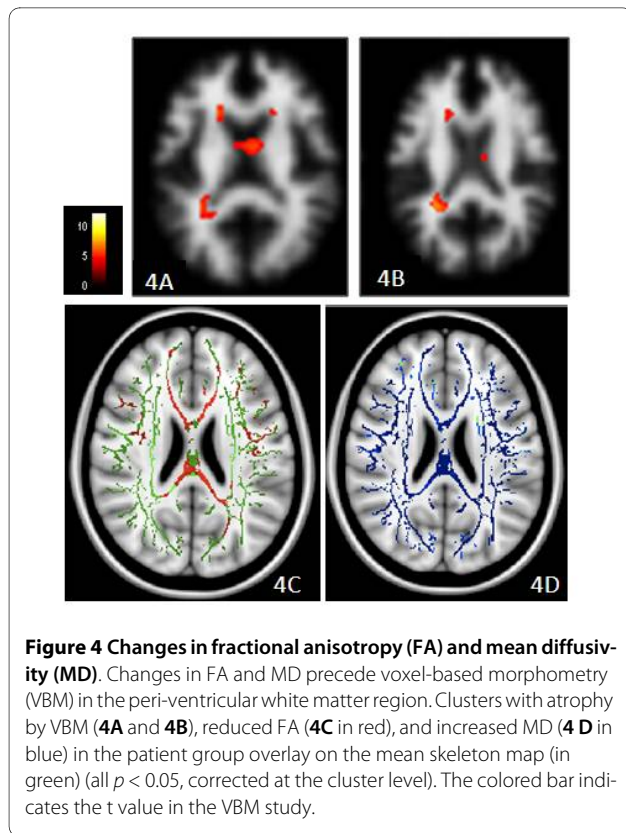 10
5
0
4A
4B
4C
4D
Figure 4 Changes in fractional anisotropy (FA) and mean diffusiv-
ity (MD). Changes in FA and MD precede voxel-based morphometry
(VBM) in the peri-ventricular white matter region. Clusters with atrophy
by VBM (4A and 4B), reduced FA (4C in red), and increased MD (4 D in
blue) in the patient group overlay on the mean skeleton map (in
green) (all p < 0.05, corrected at the cluster level). The colored bar indi-
cates the t value in the VBM study.